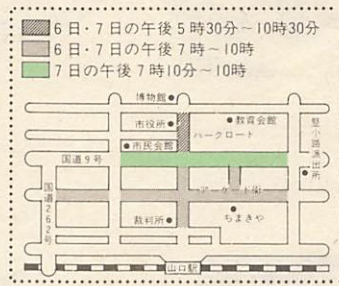 6日・7日の午後5時30分～10時30分
6日・7日の午後7時～10時
7日の午後7時10分～10時
博物館
市役所
教育会館
パークロード
市民会館
竪小路派出所
国道9号
アーケード街
国道262号
裁判所
ちまきや
山口駅